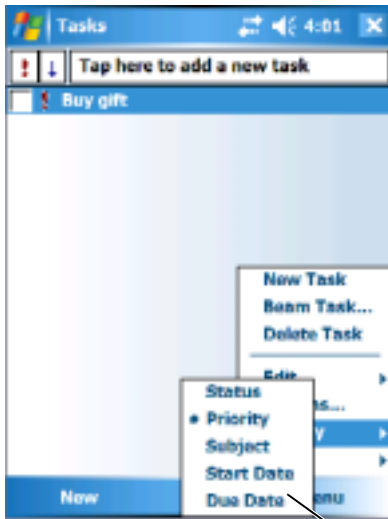 Tasks 4:01
! ↓ Tap here to add a new task
! Buy gift
New Task
Beam Task...
Delete Task
Edit
Status
Priority
Subject
Start Date
Due Date
New